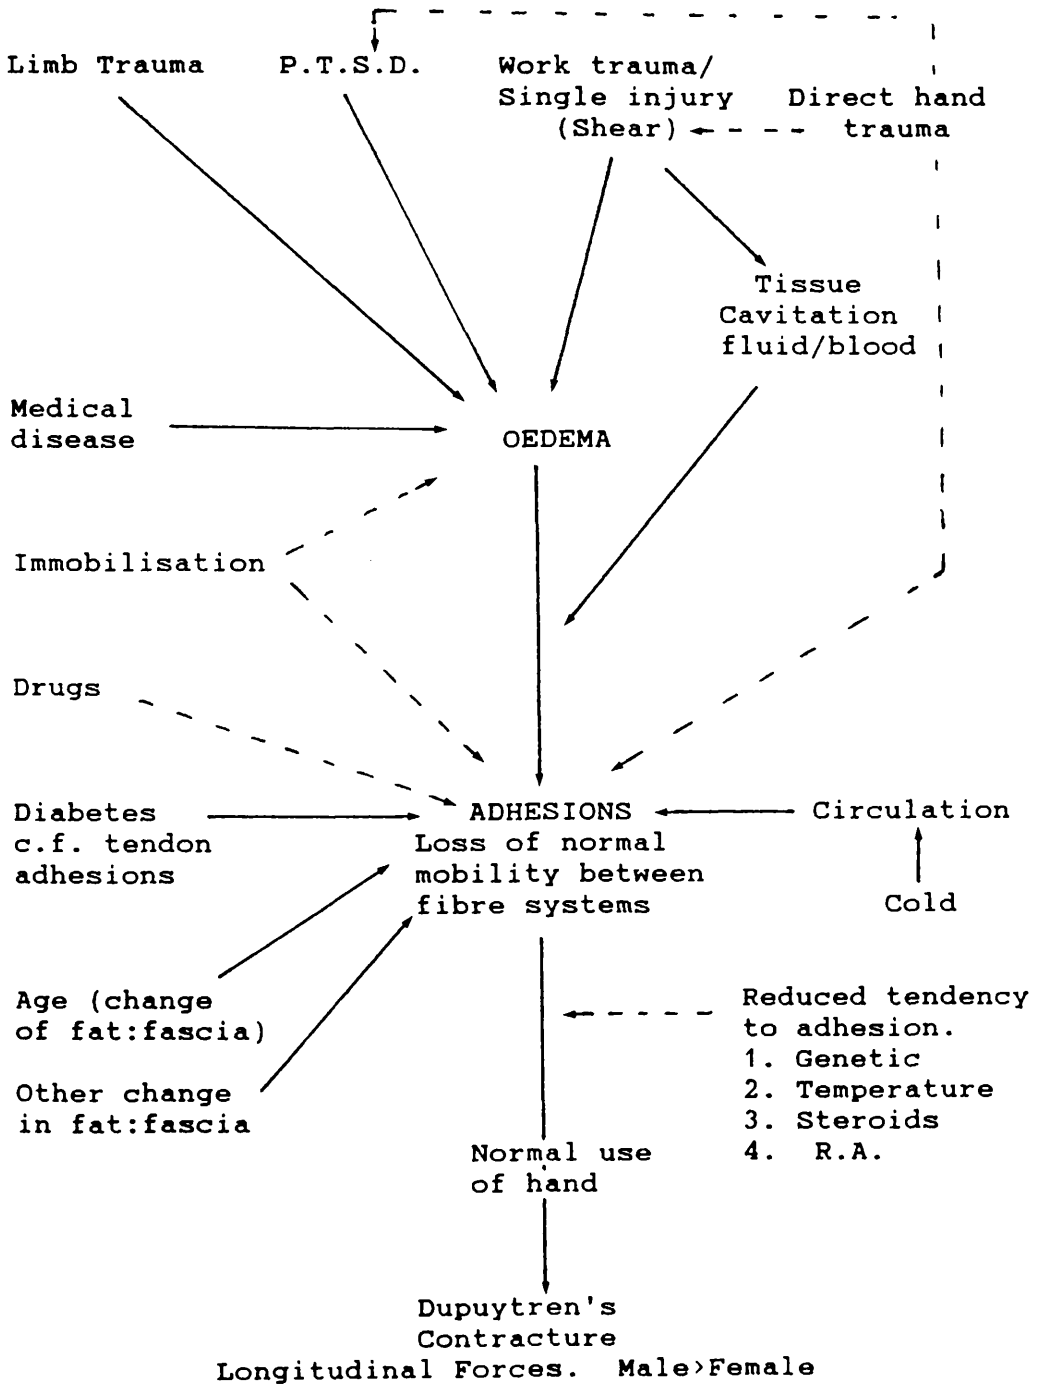 Limb Trauma
P.T.S.D.
Work trauma/
Single injury
(Shear)
Direct hand
trauma
Tissue
Cavitation
fluid/blood
Medical
disease
OEDEMA
Immobilisation
Drugs
Diabetes
c.f. tendon
adhesions
ADHESIONS
Loss of normal
mobility between
fibre systems
Circulation
Cold
Age (change
of fat:fascia)
Other change
in fat:fascia
Reduced tendency
to adhesion.
1. Genetic
2. Temperature
3. Steroids
4. R.A.
Normal use
of hand
Dupuytren's
Contracture
Longitudinal Forces. Male>Female